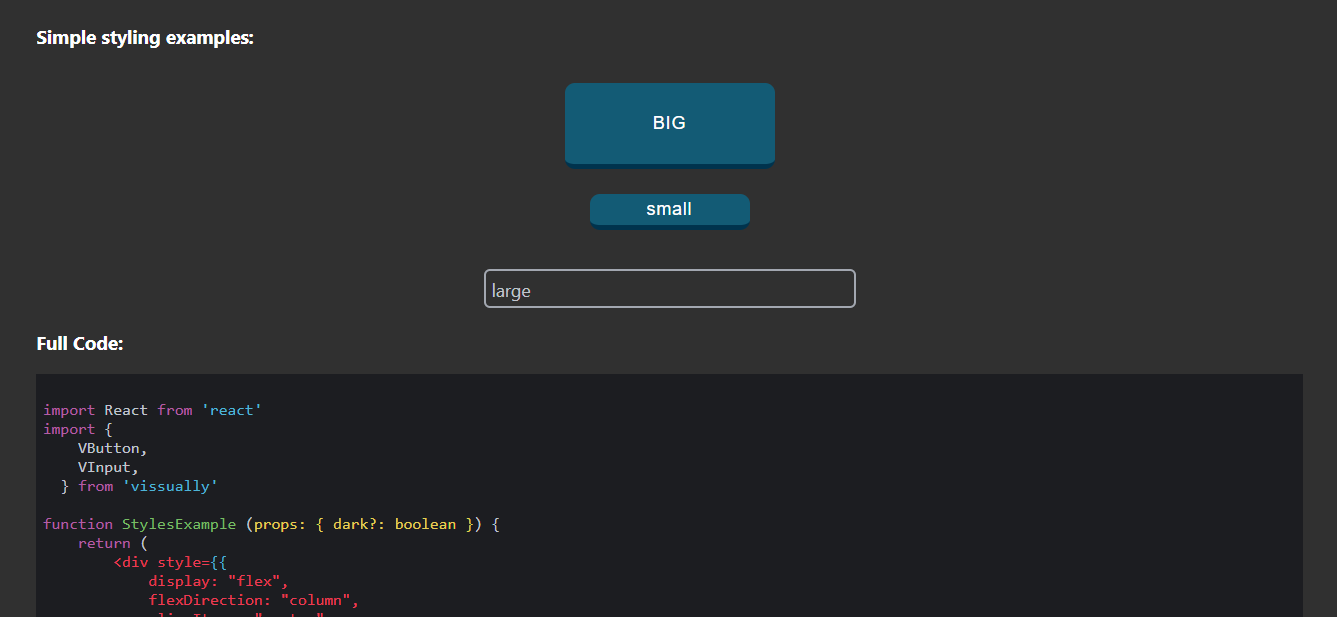 Simple styling examples:
BIG
small
large
Full Code:
import React from 'react'
import {
    VButton,
    VInput,
  } from 'vissually'
function StylesExample (props: { dark?: boolean }) {
    return (
        <div style={{
            display: "flex",
            flexDirection: "column",